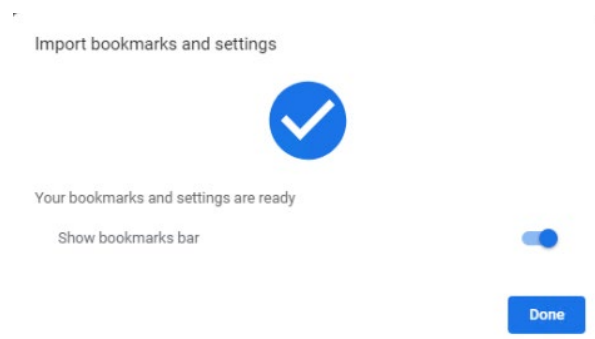 Import bookmarks and settings
Your bookmarks and settings are ready
Show bookmarks bar
Done